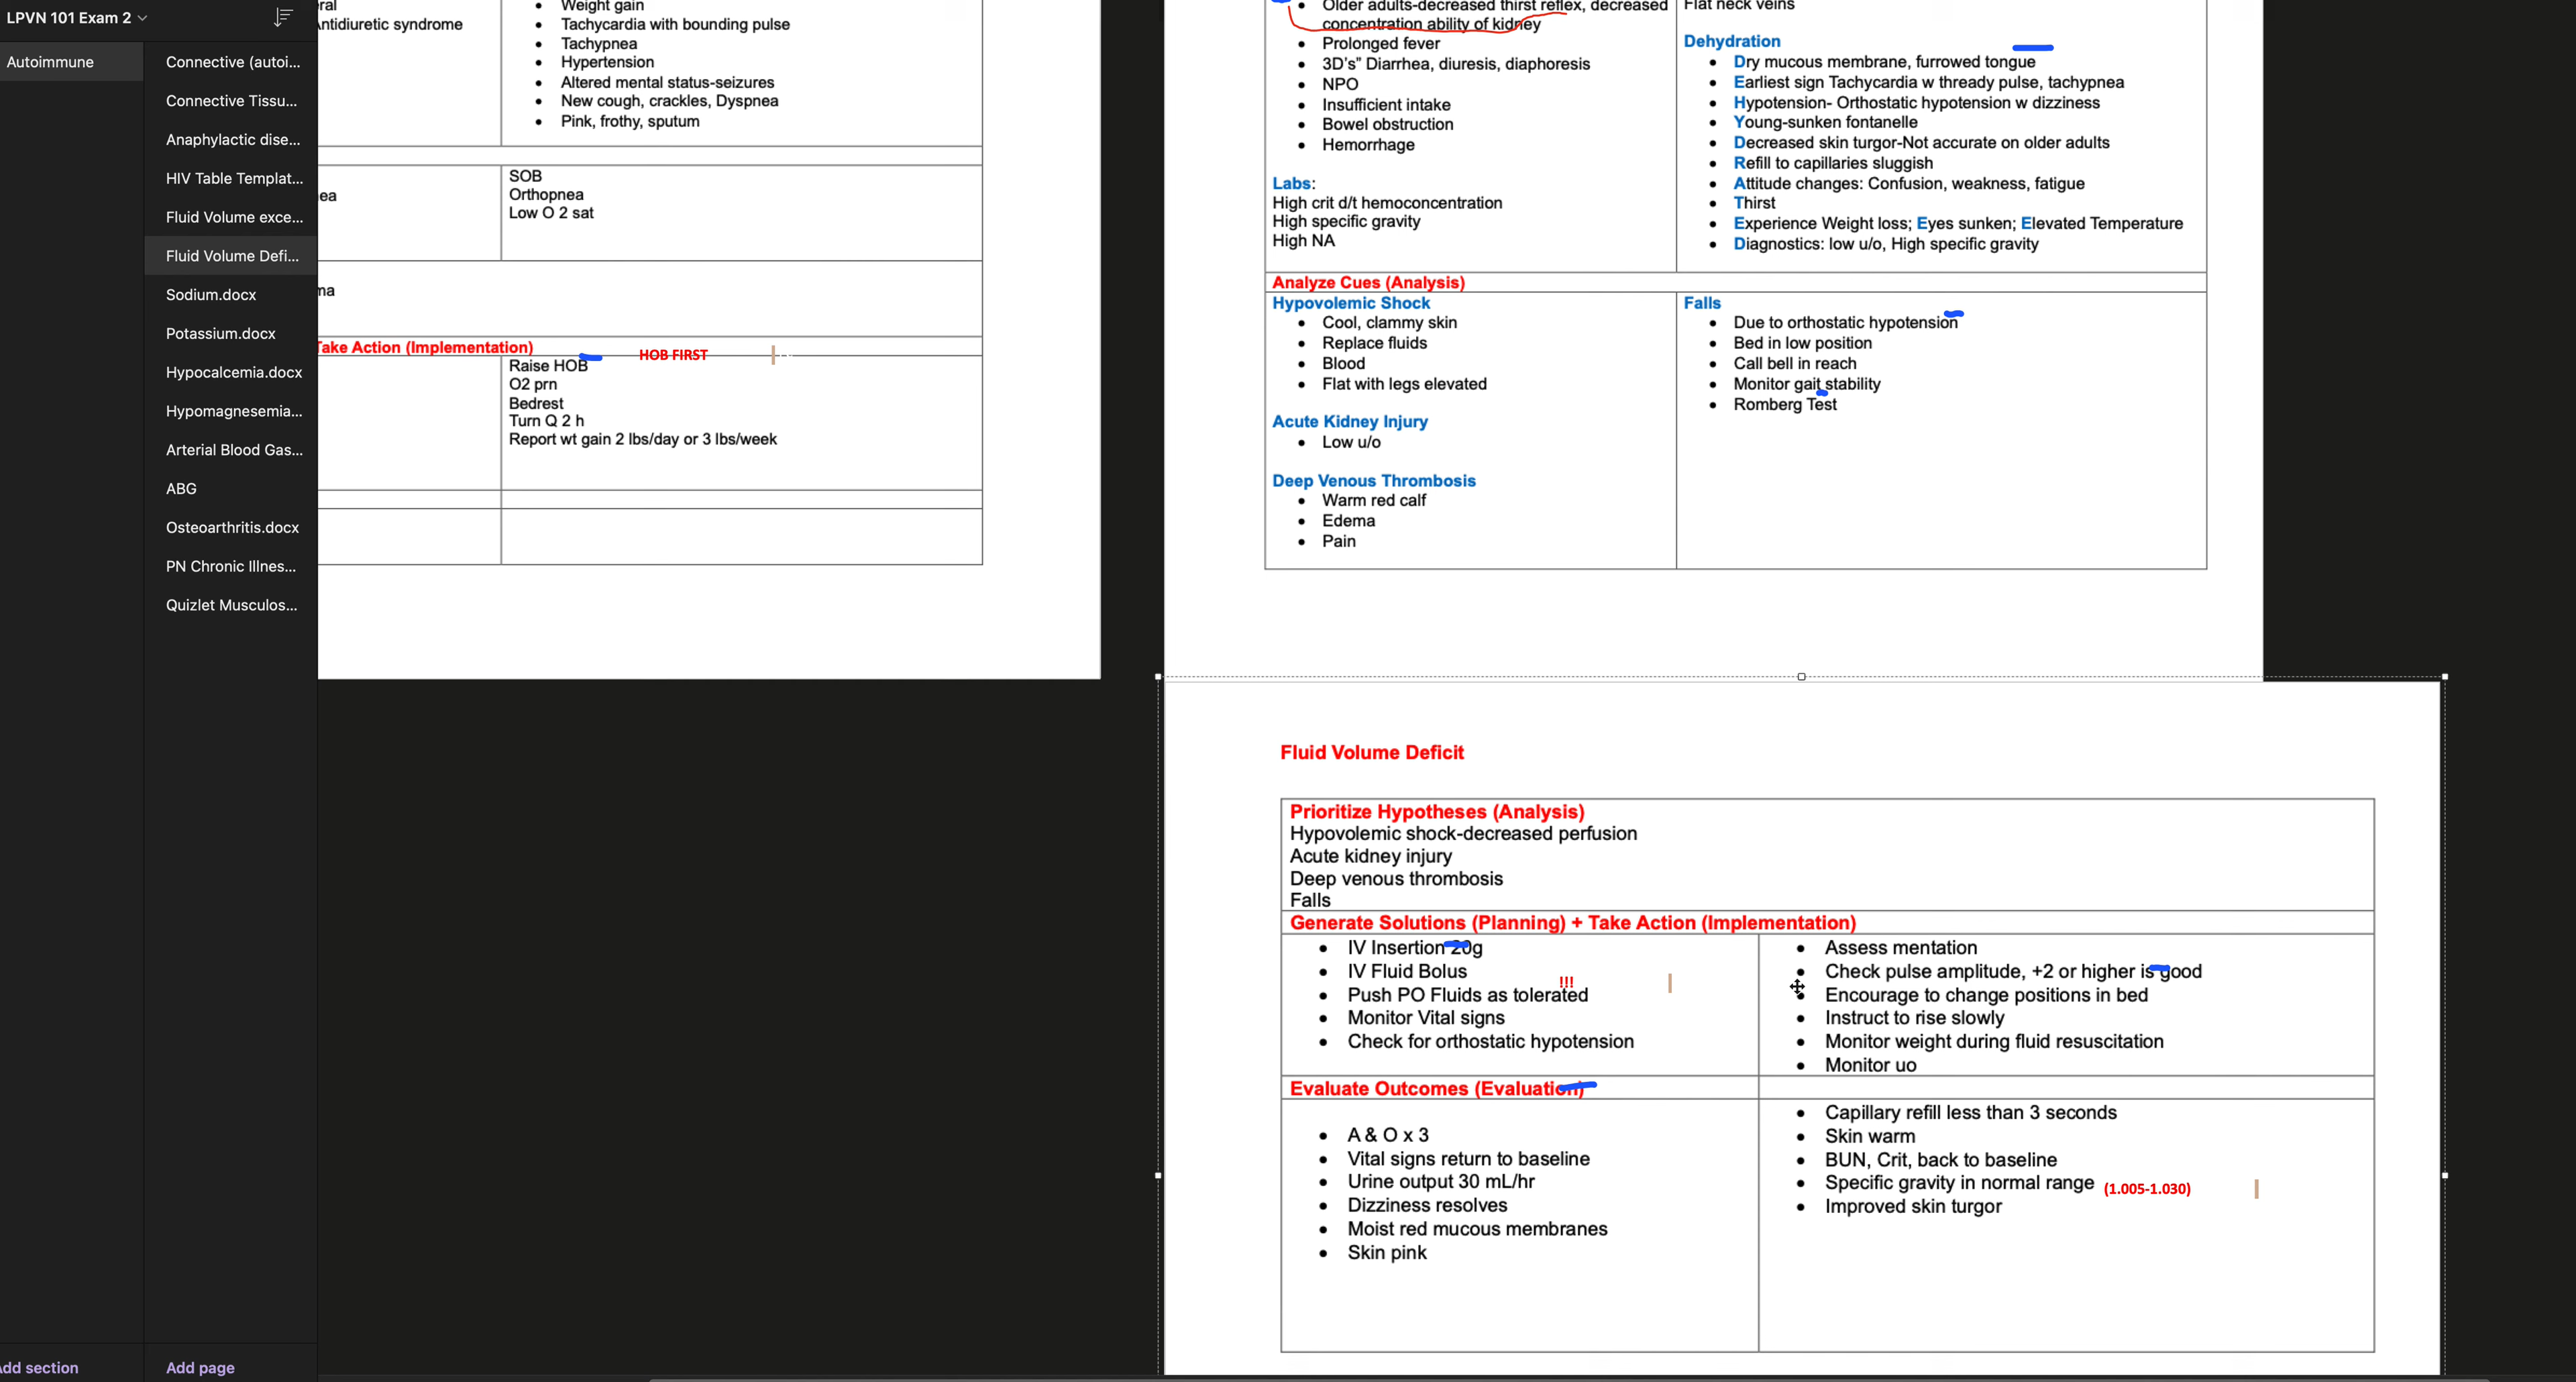 LPVN 101 Exam 2
Autoimmune
Connective (autoi...
Connective Tissu...
Anaphylactic dise...
HIV Table Templat...
Fluid Volume exce...
Fluid Volume Defi...
Sodium.docx
Potassium.docx
Hypocalcemia.docx
Hypomagnesemia...
Arterial Blood Gas...
ABG
Osteoarthritis.docx
PN Chronic Illnes...
Quizlet Musculos...
Add page
dd section
eral
Antidiuretic syndrome
• Weight gain
• Tachycardia with bounding pulse
• Tachypnea
• Hypertension
• Altered mental status-seizures
• New cough, crackles, Dyspnea
• Pink, frothy, sputum
ea
SOB
Orthopnea
Low O 2 sat
ma
Take Action (Implementation)
HOB FIRST
Raise HOB
O2 prn
Bedrest
Turn Q 2 h
Report wt gain 2 lbs/day or 3 lbs/week
• Older adults-decreased thirst reflex, decreased
concentration ability of kidney
• Prolonged fever
• 3D's" Diarrhea, diuresis, diaphoresis
• NPO
• Insufficient intake
• Bowel obstruction
• Hemorrhage
Labs:
High crit d/t hemoconcentration
High specific gravity
High NA
Flat neck veins
Dehydration
• Dry mucous membrane, furrowed tongue
• Earliest sign Tachycardia w thready pulse, tachypnea
• Hypotension- Orthostatic hypotension w dizziness
• Young-sunken fontanelle
• Decreased skin turgor-Not accurate on older adults
• Refill to capillaries sluggish
• Attitude changes: Confusion, weakness, fatigue
• Thirst
• Experience Weight loss; Eyes sunken; Elevated Temperature
• Diagnostics: low u/o, High specific gravity
Analyze Cues (Analysis)
Hypovolemic Shock
• Cool, clammy skin
• Replace fluids
• Blood
• Flat with legs elevated
Acute Kidney Injury
• Low u/o
Deep Venous Thrombosis
• Warm red calf
• Edema
• Pain
Falls
• Due to orthostatic hypotension
• Bed in low position
• Call bell in reach
• Monitor gait stability
• Romberg Test
Fluid Volume Deficit
Prioritize Hypotheses (Analysis)
Hypovolemic shock-decreased perfusion
Acute kidney injury
Deep venous thrombosis
Falls
Generate Solutions (Planning) + Take Action (Implementation)
• IV Insertion 20g
• IV Fluid Bolus
!!!
• Push PO Fluids as tolerated
• Monitor Vital signs
• Check for orthostatic hypotension
• Assess mentation
• Check pulse amplitude, +2 or higher is good
• Encourage to change positions in bed
• Instruct to rise slowly
• Monitor weight during fluid resuscitation
• Monitor uo
Evaluate Outcomes (Evaluation)
• A & O x 3
• Vital signs return to baseline
• Urine output 30 mL/hr
• Dizziness resolves
• Moist red mucous membranes
• Skin pink
• Capillary refill less than 3 seconds
• Skin warm
• BUN, Crit, back to baseline
• Specific gravity in normal range (1.005-1.030)
• Improved skin turgor